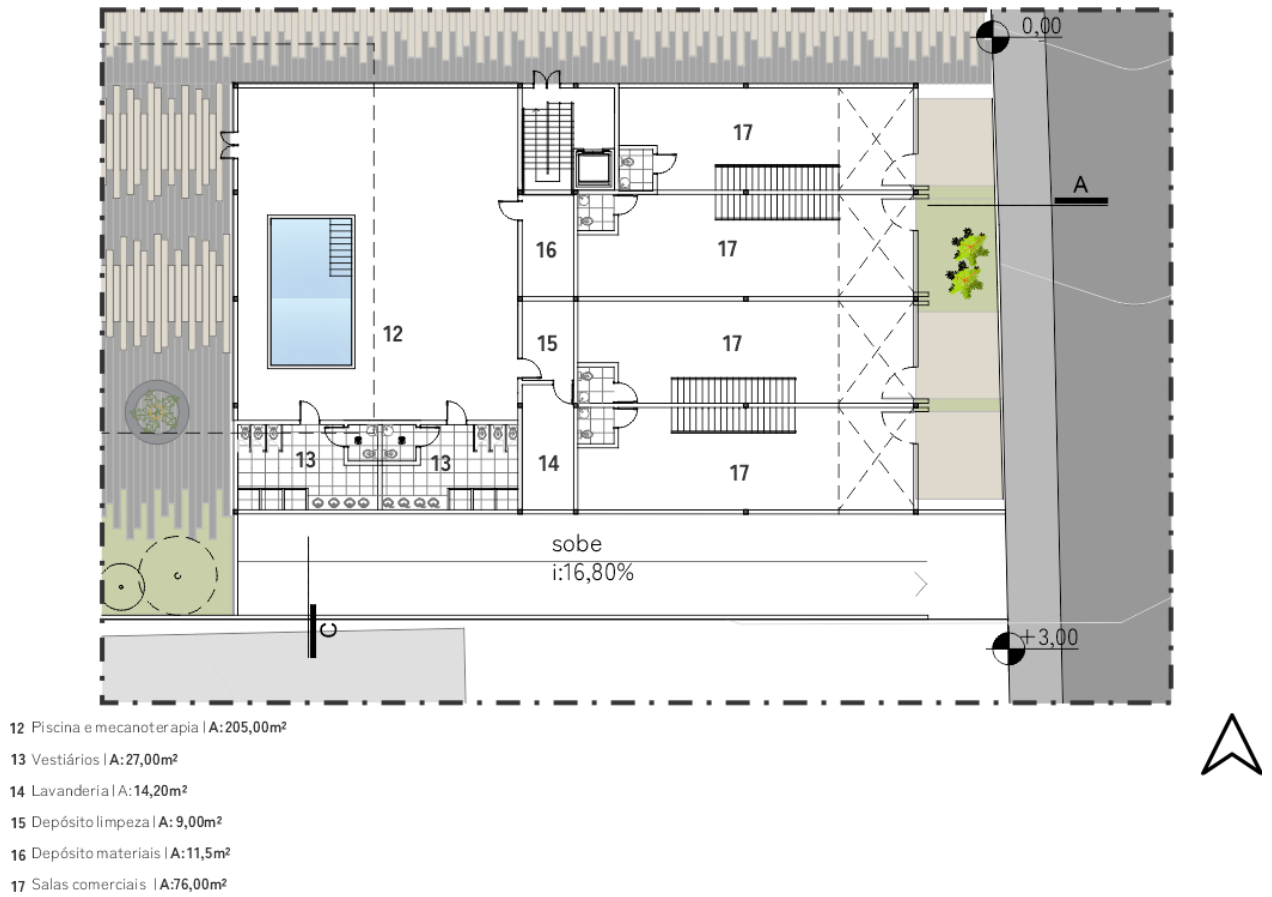 0,00
17
A
16
17
12
15
17
13
13
14
17
sobe
i:16,80%
C
+3,00
12 Piscina e mecanoterapia | A:205,00m²
13 Vestiários | A:27,00m²
14 Lavanderia | A:14,20m²
15 Depósito limpeza | A: 9,00m²
16 Depósito materiais | A:11,5m²
17 Salas comerciais | A:76,00m²